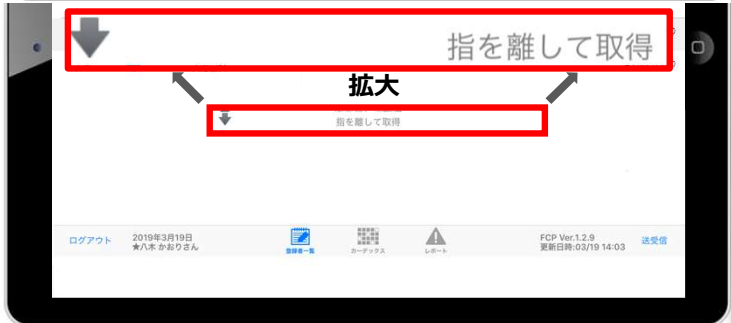 指を離して取得
拡大
指を離して取得
ログアウト
2019年3月19日
★八木 かおりさん
登録者一覧
カーデックス
レポート
FCP Ver.1.2.9
更新日時:03/19 14:03
送受信